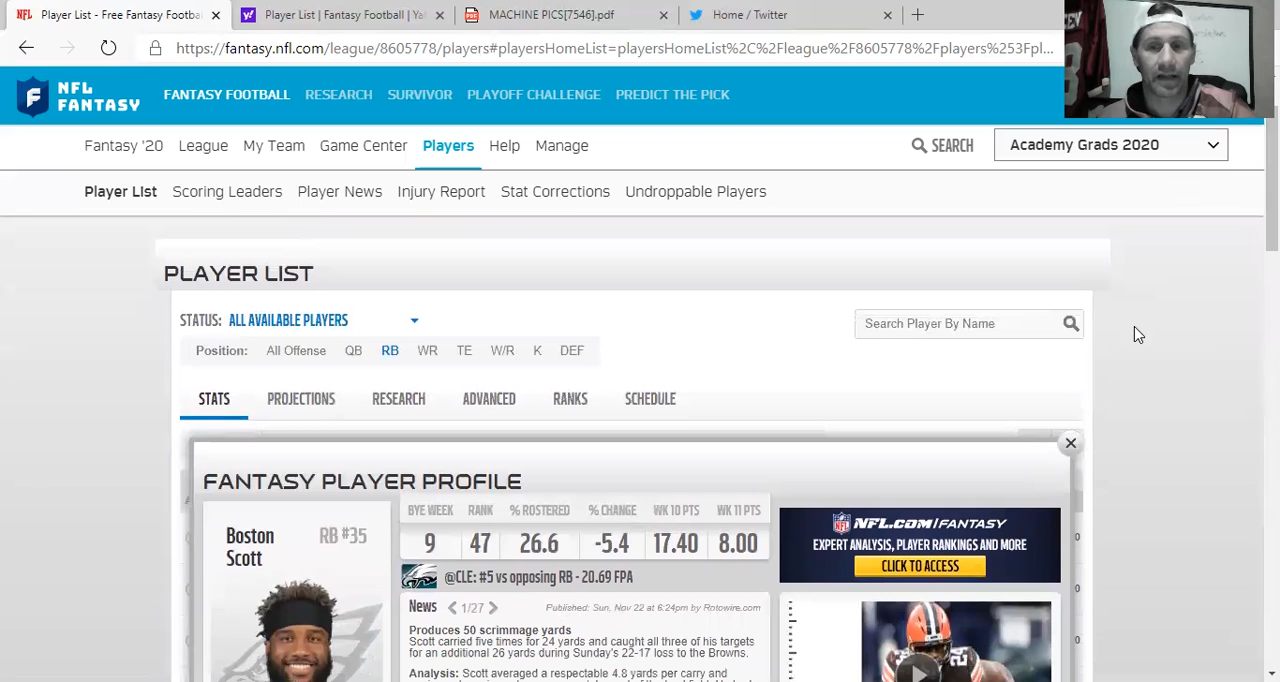 Player List - Free Fantasy Footba
Player List | Fantasy Football | Ya
MACHINE PICS[7546].pdf
Home / Twitter
https://fantasy.nfl.com/league/8605778/players#playersHomeList=playersHomeList%2C%2Fleague%2F8605778%2Fplayers%253Fpl...
NFL FANTASY
FANTASY FOOTBALL RESEARCH SURVIVOR PLAYOFF CHALLENGE PREDICT THE PICK
Fantasy '20 League My Team Game Center Players Help Manage
SEARCH
Academy Grads 2020
Player List Scoring Leaders Player News Injury Report Stat Corrections Undroppable Players
PLAYER LIST
STATUS: ALL AVAILABLE PLAYERS
Search Player By Name
Position: All Offense QB RB WR TE W/R K DEF
STATS PROJECTIONS RESEARCH ADVANCED RANKS SCHEDULE
FANTASY PLAYER PROFILE
Boston Scott
RB #35
BYE WEEK RANK % ROSTERED % CHANGE WK 10 PTS WK 11 PTS
9 47 26.6 -5.4 17.40 8.00
@CLE: #5 vs opposing RB - 20.69 FPA
News 1/27 Published: Sun, Nov 22 at 6:24pm by Rotowire.com
Produces 50 scrimmage yards
Scott carried five times for 24 yards and caught all three of his targets
for an additional 26 yards during Sunday's 22-17 loss to the Browns.
Analysis: Scott averaged a respectable 4.8 yards per carry and
NFL.COM/FANTASY
EXPERT ANALYSIS, PLAYER RANKINGS AND MORE
CLICK TO ACCESS